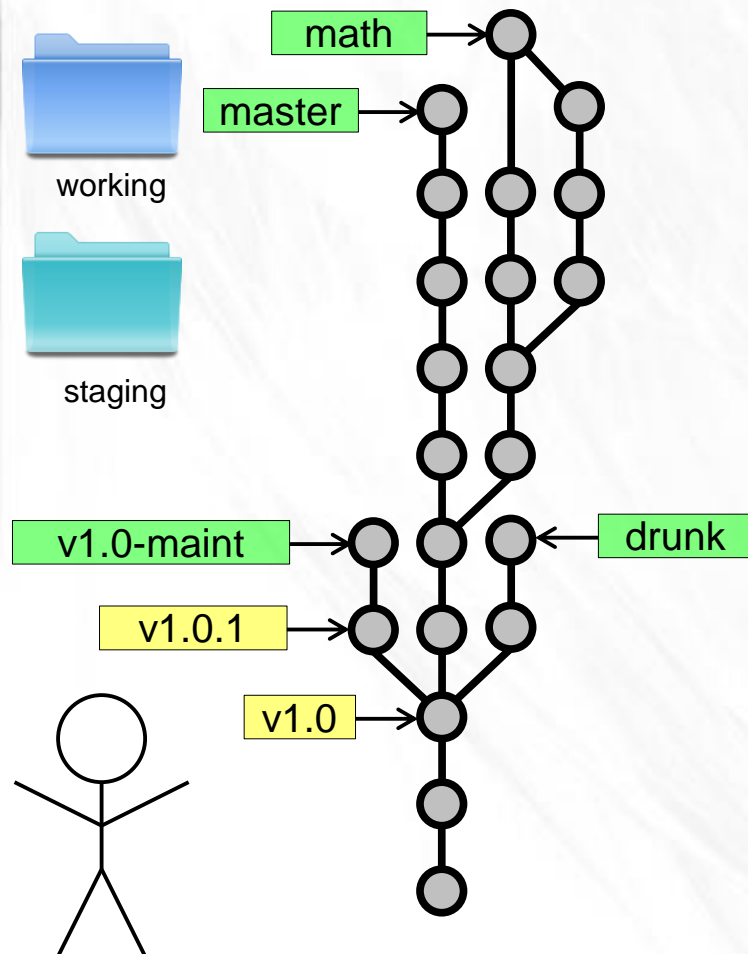 math
master
working
staging
v1.0-maint
drunk
v1.0.1
v1.0